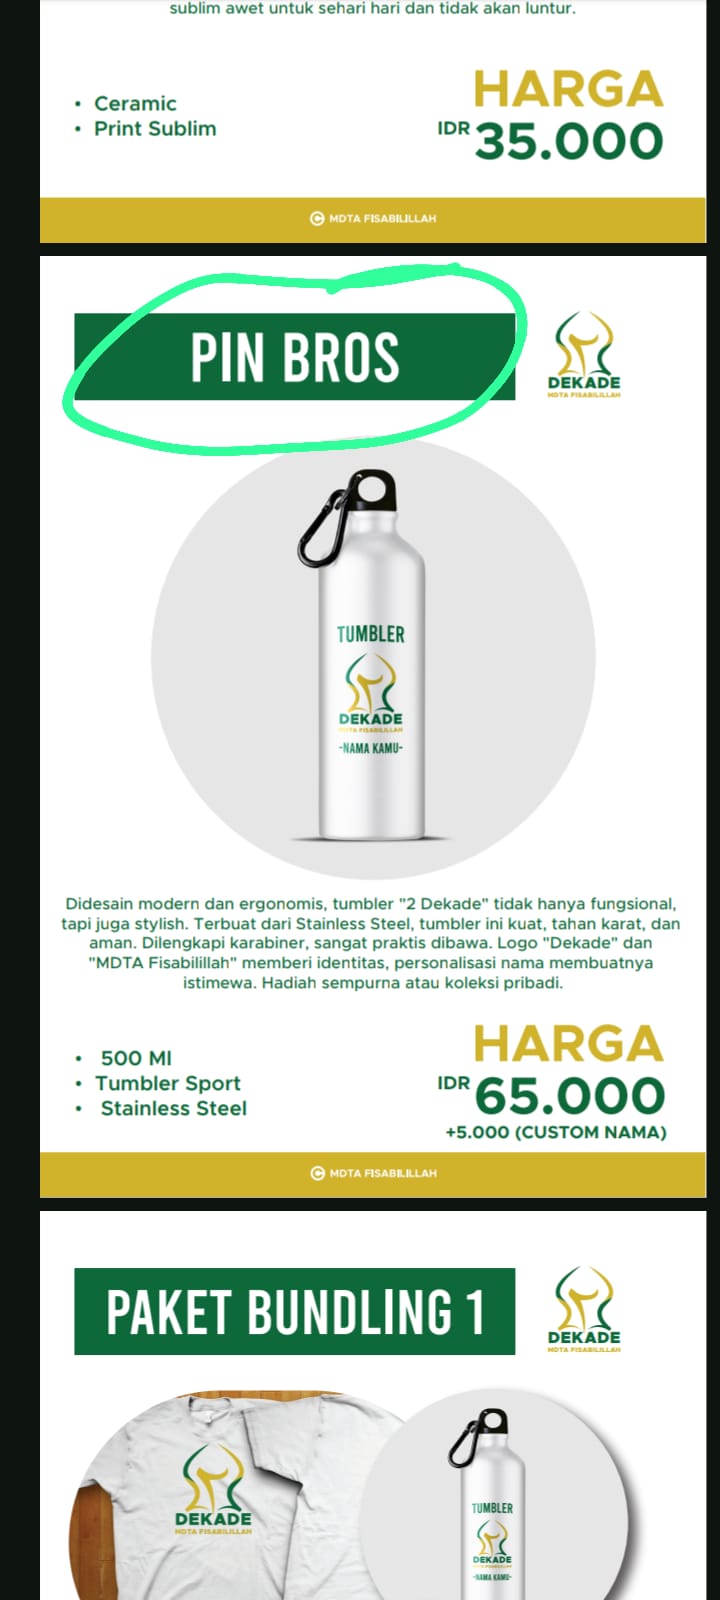 sublim awet untuk sehari hari dan tidak akan luntur.
• Ceramic
• Print Sublim
HARGA
IDR 35.000
© MDTA FISABILILLAH
PIN BROS
DEKADE
MDTA FISABILILLAH
TUMBLER
DEKADE
MDTA FISABILILLAH
-NAMA KAMU-
Didesain modern dan ergonomis, tumbler "2 Dekade" tidak hanya fungsional,
tapi juga stylish. Terbuat dari Stainless Steel, tumbler ini kuat, tahan karat, dan
aman. Dilengkapi karabiner, sangat praktis dibawa. Logo "Dekade" dan
"MDTA Fisabilillah" memberi identitas, personalisasi nama membuatnya
istimewa. Hadiah sempurna atau koleksi pribadi.
• 500 Ml
• Tumbler Sport
• Stainless Steel
HARGA
IDR 65.000
+5.000 (CUSTOM NAMA)
© MDTA FISABILILLAH
PAKET BUNDLING 1
DEKADE
MDTA FISABILILLAH
DEKADE
MDTA FISABILILLAH
TUMBLER
DEKADE
MDTA FISABILILLAH
-NAMA KAMU-